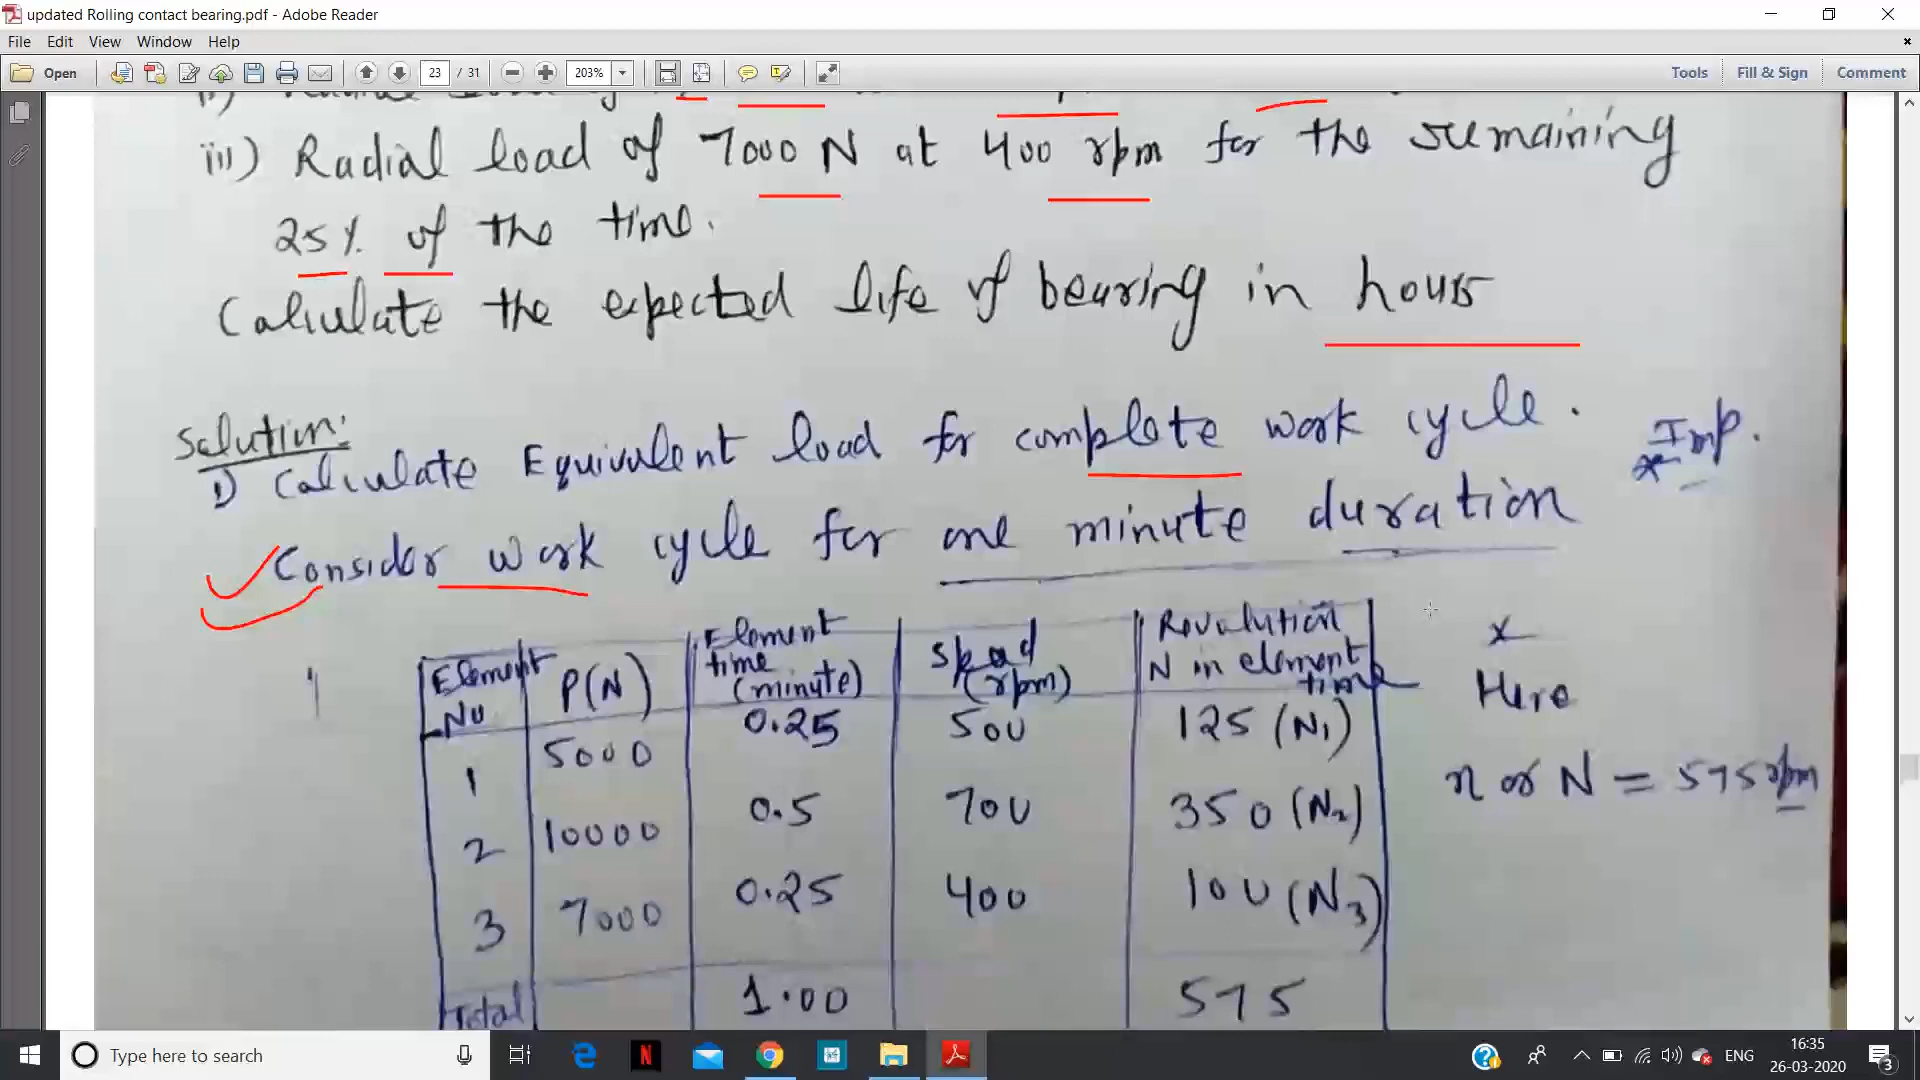 updated Rolling contact bearing.pdf - Adobe Reader
File Edit View Window Help
Open 23 / 31 203% Tools Fill & Sign Comment
iii) Radial load of 7000 N at 400 rpm for the remaining
25% of the time.
Calculate the expected life of bearing in hours
Solution:
1) Calculate Equivalent load for complete work cycle.
Imp.
Consider work cycle for one minute duration
Element No P(N) Element time (minute) Speed (rpm) Revolution N in element time
1 5000 0.25 500 125 (N1)
2 10000 0.5 700 350 (N2)
3 7000 0.25 400 100 (N3)
Total 1.00 575
Here
n or N = 575 rpm
Type here to search
ENG
16:35
26-03-2020
3